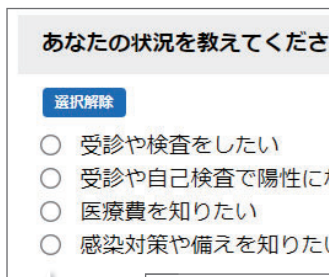 あなたの状況を教えてくださ
選択解除
受診や検査をしたい
受診や自己検査で陽性に
医療費を知りたい
感染対策や備えを知りた